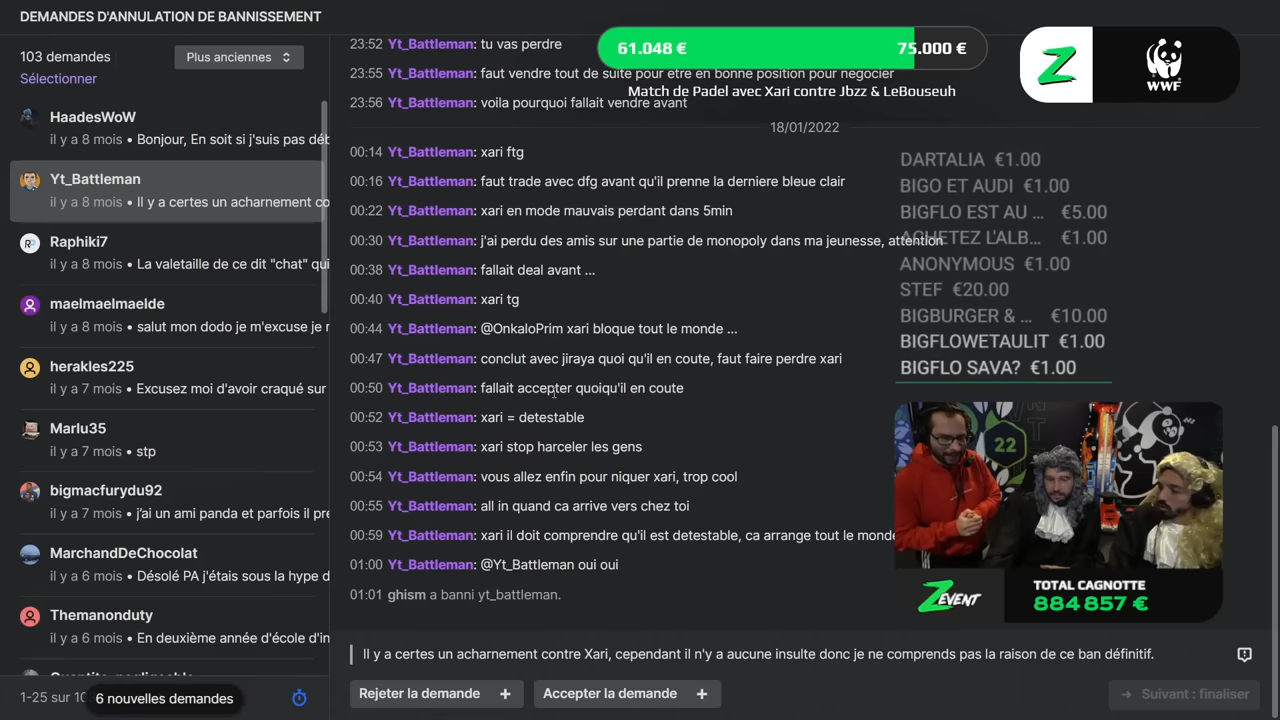 DEMANDES D'ANNULATION DE BANNISSEMENT
103 demandes
Plus anciennes
Sélectionner
HaadesWoW
il y a 8 mois • Bonjour, En soit si j'suis pas déb
Yt_Battleman
il y a 8 mois • Il y a certes un acharnement co
Raphiki7
il y a 8 mois • La valetaille de ce dit "chat" qui
maelmaelmaelde
il y a 8 mois • salut mon dodo je m'excuse je r
herakles225
il y a 7 mois • Excusez moi d'avoir craqué sur
Marlu35
il y a 7 mois • stp
bigmacfurydu92
il y a 7 mois • j'ai un ami panda et parfois il pre
MarchandDeChocolat
il y a 6 mois • Désolé PA j'étais sous la hype d
Themanonduty
il y a 6 mois • En deuxième année d'école d'in
1-25 sur 10
6 nouvelles demandes
23:52 Yt_Battleman: tu vas perdre
23:55 Yt_Battleman: faut vendre tout de suite pour etre en bonne position pour negocier
23:56 Yt_Battleman: voila pourquoi fallait vendre avant
18/01/2022
00:14 Yt_Battleman: xari ftg
00:16 Yt_Battleman: faut trade avec dfg avant qu'il prenne la derniere bleue clair
00:22 Yt_Battleman: xari en mode mauvais perdant dans 5min
00:30 Yt_Battleman: j'ai perdu des amis sur une partie de monopoly dans ma jeunesse, attention
00:38 Yt_Battleman: fallait deal avant ...
00:40 Yt_Battleman: xari tg
00:44 Yt_Battleman: @OnkaloPrim xari bloque tout le monde ...
00:47 Yt_Battleman: conclut avec jiraya quoi qu'il en coute, faut faire perdre xari
00:50 Yt_Battleman: fallait accepter quoiqu'il en coute
00:52 Yt_Battleman: xari = detestable
00:53 Yt_Battleman: xari stop harceler les gens
00:54 Yt_Battleman: vous allez enfin pour niquer xari, trop cool
00:55 Yt_Battleman: all in quand ca arrive vers chez toi
00:59 Yt_Battleman: xari il doit comprendre qu'il est detestable, ca arrange tout le monde
01:00 Yt_Battleman: @Yt_Battleman oui oui
01:01 ghism a banni yt_battleman.
Il y a certes un acharnement contre Xari, cependant il n'y a aucune insulte donc je ne comprends pas la raison de ce ban définitif.
Rejeter la demande +
Accepter la demande +
→ Suivant : finaliser
61.048 €
75.000 €
Match de Padel avec Xari contre Jbzz & LeBouseuh
Z
WWF
DARTALIA €1.00
BIGO ET AUDI €1.00
BIGFLO EST AU ... €5.00
ACHETEZ L'ALB... €1.00
ANONYMOUS €1.00
STEF €20.00
BIGBURGER & ... €10.00
BIGFLOWETAULIT €1.00
BIGFLO SAVA? €1.00
22
ZEVENT
TOTAL CAGNOTTE
884 857 €